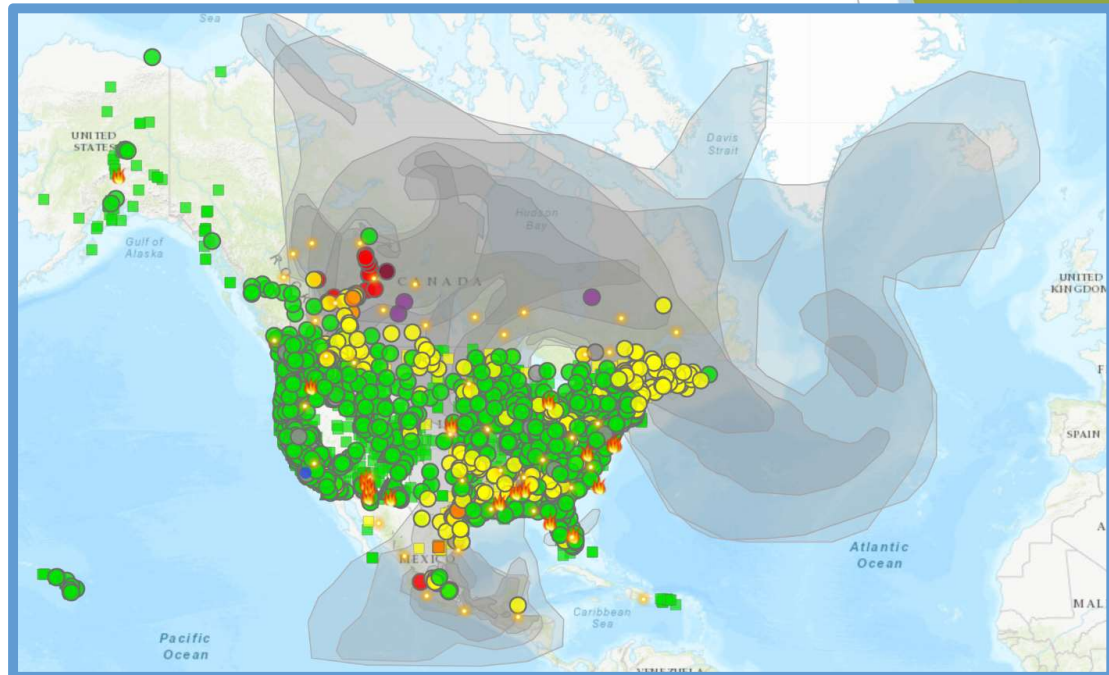 Sea
UNITED
STATES
Davis
Strait
Hudson
Bay
Gulf of
Alaska
CANADA
UNITED
KINGDOM
SPAIN
MEXICO
Atlantic
Ocean
Caribbean
Sea
MAL
Pacific
Ocean
VENEZUELA